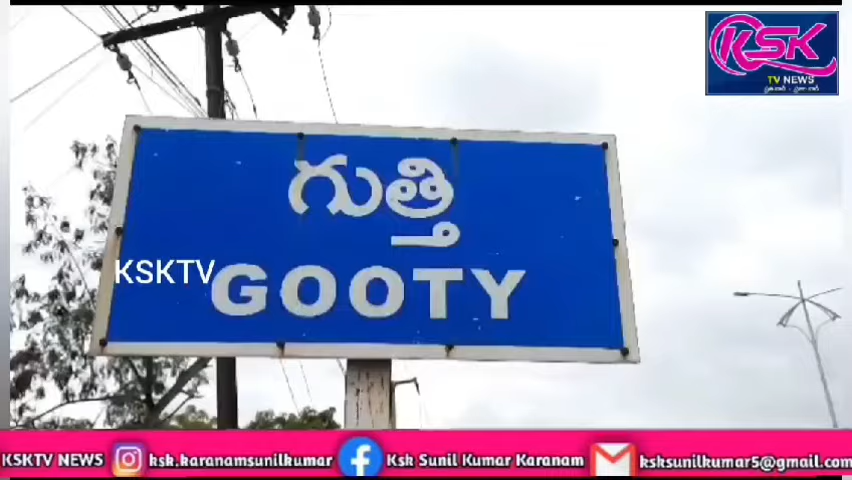 KSK
TV NEWS
గుత్తి
KSKTV
GOOTY
KSKTV NEWS ksk.karanamsunilkumar Ksk Sunil Kumar Karanam ksksunilkumar5@gmail.com